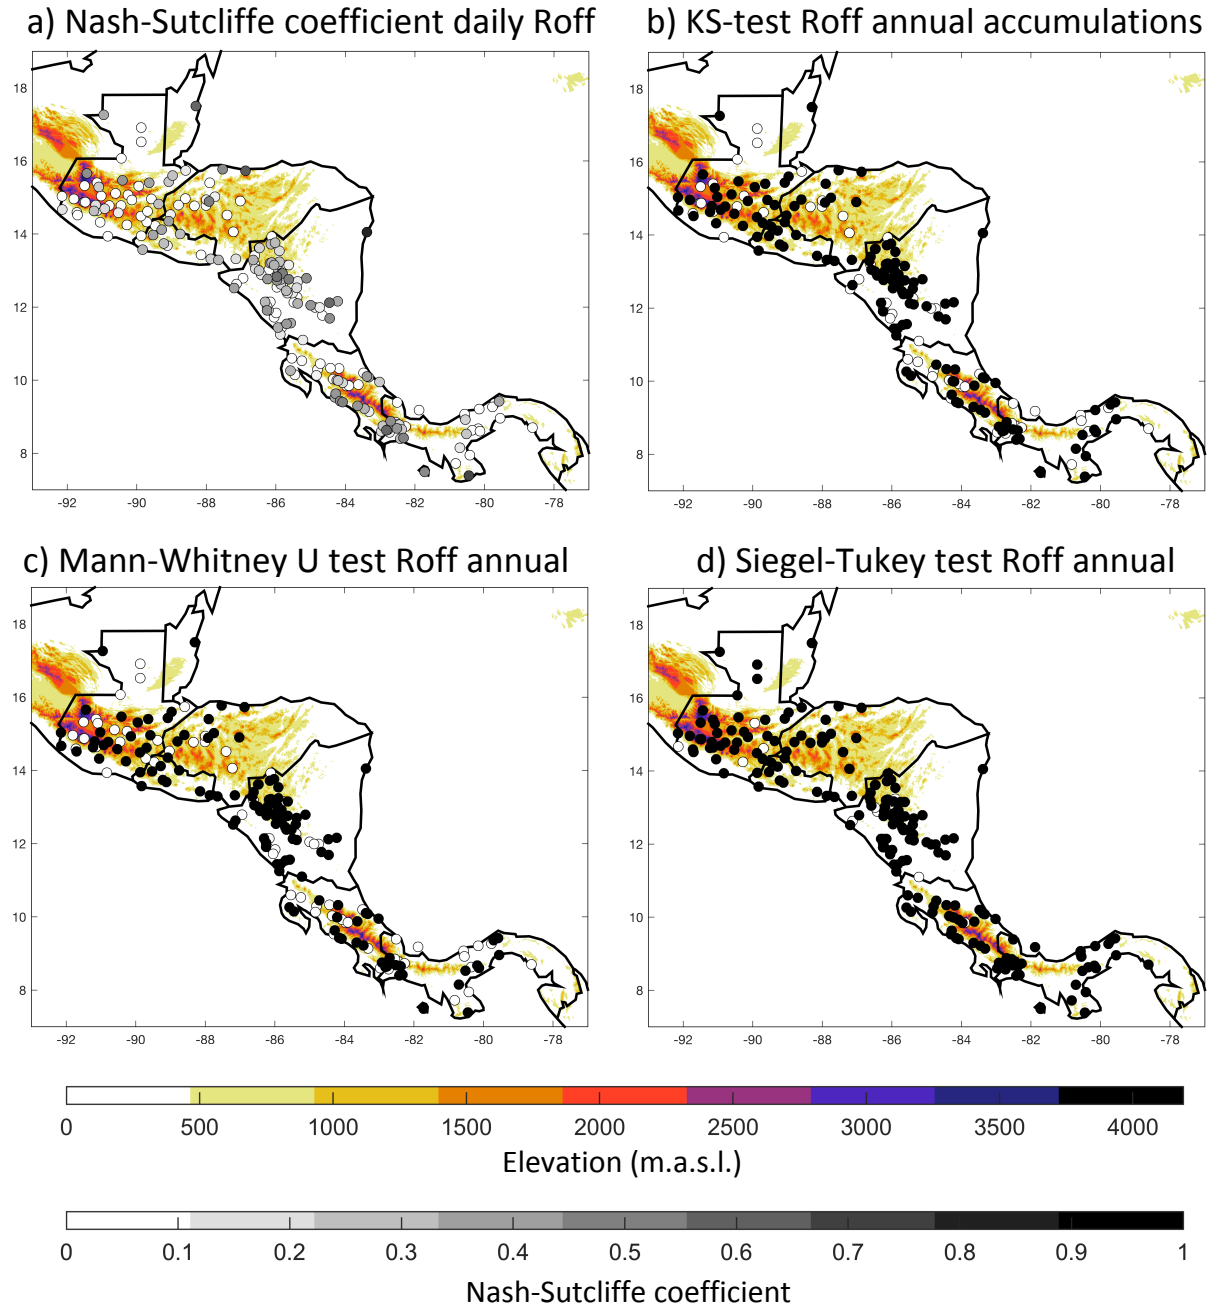 a) Nash-Sutcliffe coefficient daily Roff
b) KS-test Roff annual accumulations
18
16
14
12
10
8
-92 -90 -88 -86 -84 -82 -80 -78
18
16
14
12
10
8
-92 -90 -88 -86 -84 -82 -80 -78
c) Mann-Whitney U test Roff annual
d) Siegel-Tukey test Roff annual
18
16
14
12
10
8
-92 -90 -88 -86 -84 -82 -80 -78
18
16
14
12
10
8
-92 -90 -88 -86 -84 -82 -80 -78
0 500 1000 1500 2000 2500 3000 3500 4000
Elevation (m.a.s.l.)
0 0.1 0.2 0.3 0.4 0.5 0.6 0.7 0.8 0.9 1
Nash-Sutcliffe coefficient